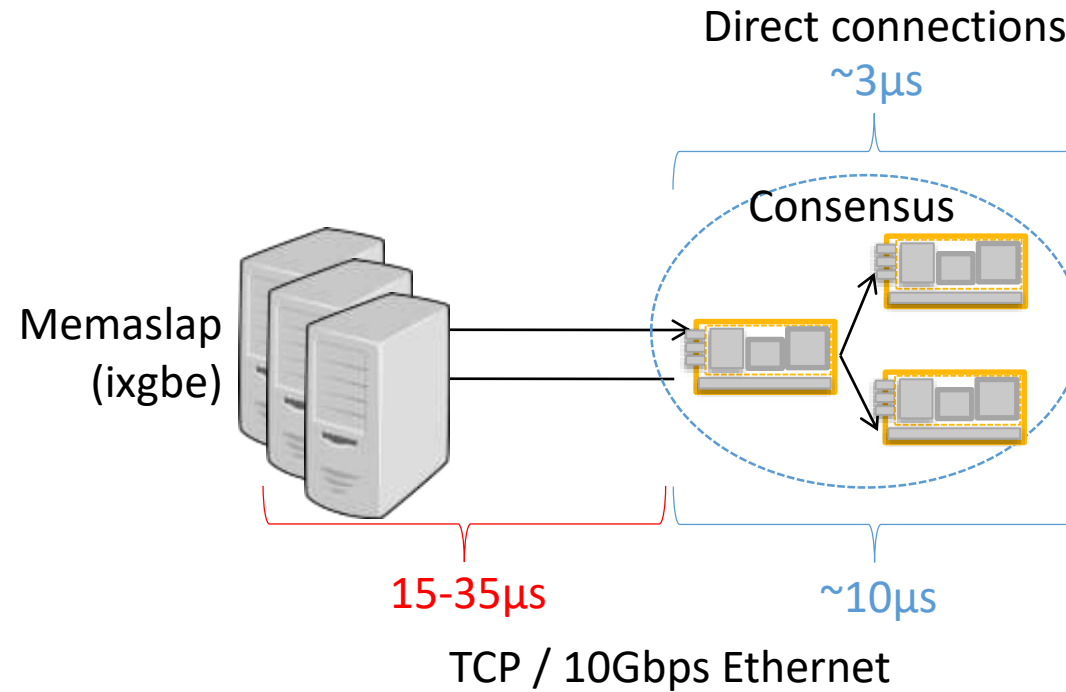 Direct connections
~3µs
Consensus
Memaslap
(ixgbe)
15-35µs
~10µs
TCP / 10Gbps Ethernet